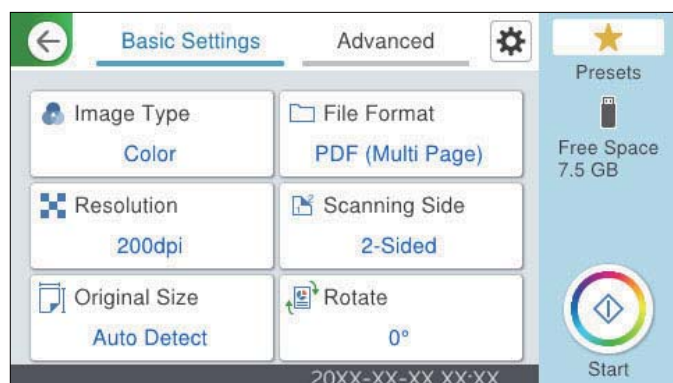 Basic Settings
Advanced
Presets
Image Type
Color
File Format
PDF (Multi Page)
Free Space
7.5 GB
Resolution
200dpi
Scanning Side
2-Sided
Original Size
Auto Detect
Rotate
0°
Start
20XX-XX-XX XX:XX